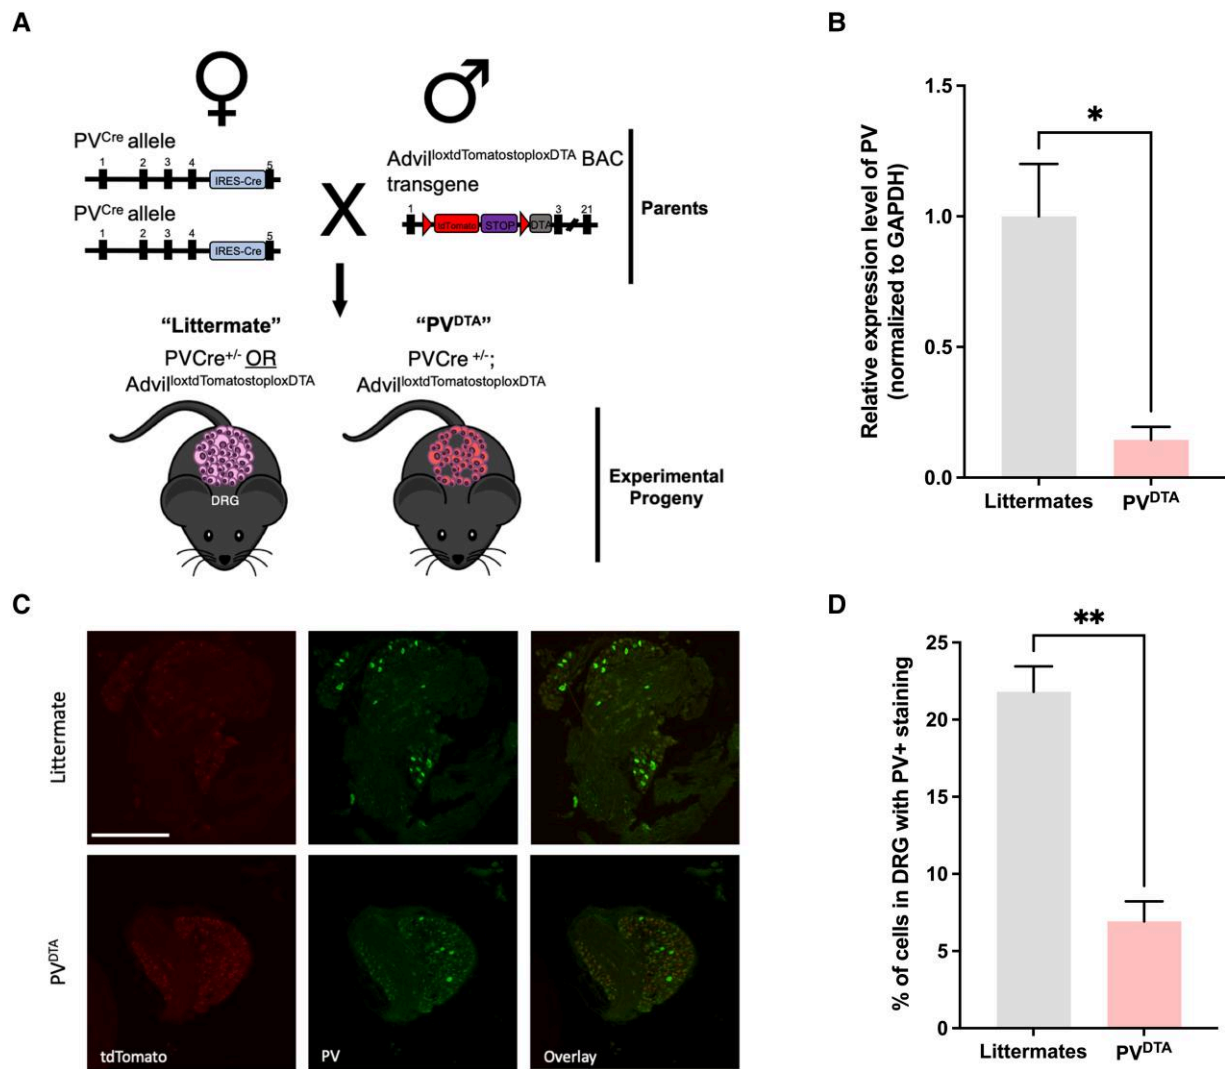 A
PV^Cre allele
1 2 3 4 5
IRES-Cre
PV^Cre allele
1 2 3 4 5
IRES-Cre
X
Advil^loxtdTomatostoploxDTA BAC
transgene
1 3 21
tdTomato STOP DTA
Parents
“Littermate”
PVCre^+/- OR
Advil^loxtdTomatostoploxDTA
DRG
“PV^DTA”
PVCre ^+/-;
Advil^loxtdTomatostoploxDTA
Experimental
Progeny
B
Relative expression level of PV
(normalized to GAPDH)
1.5
1.0
0.5
0.0
*
Littermates PV^DTA
C
Littermate
PV^DTA
tdTomato PV Overlay
D
% of cells in DRG with PV+ staining
25
20
15
10
5
0
**
Littermates PV^DTA